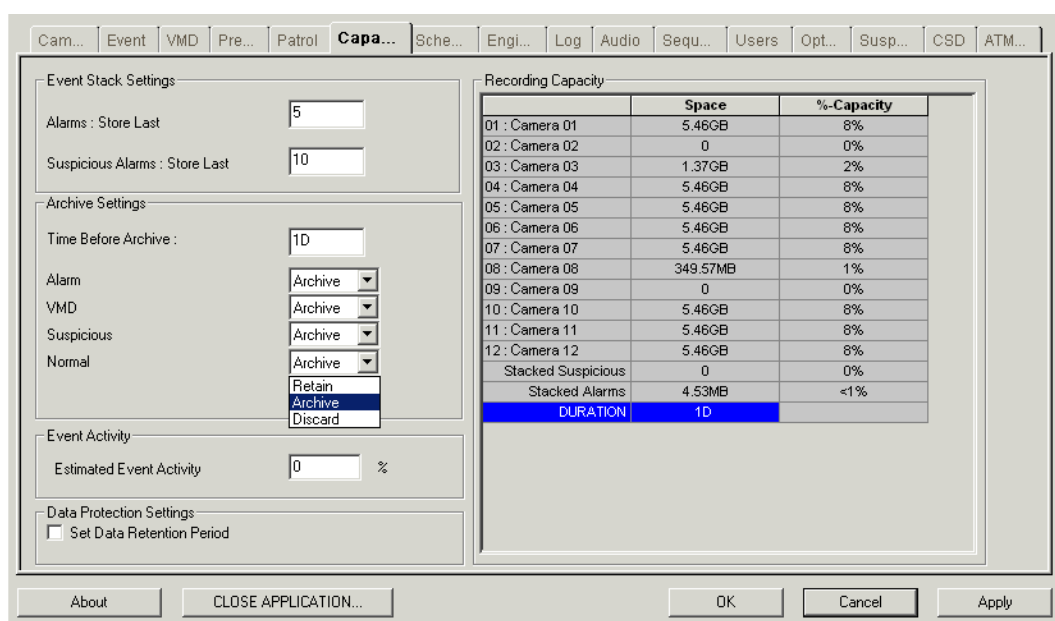 Cam... Event VMD Pre... Patrol Capa... Sche... Engi... Log Audio Sequ... Users Opt... Susp... CSD ATM...
Event Stack Settings
Alarms : Store Last 5
Suspicious Alarms : Store Last 10
Archive Settings
Time Before Archive : 1D
Alarm Archive
VMD Archive
Suspicious Archive
Normal Archive
Retain
Archive
Discard
Event Activity
Estimated Event Activity 0 %
Data Protection Settings
Set Data Retention Period
Recording Capacity
Space %-Capacity
01 : Camera 01 5.46GB 8%
02 : Camera 02 0 0%
03 : Camera 03 1.37GB 2%
04 : Camera 04 5.46GB 8%
05 : Camera 05 5.46GB 8%
06 : Camera 06 5.46GB 8%
07 : Camera 07 5.46GB 8%
08 : Camera 08 349.57MB 1%
09 : Camera 09 0 0%
10 : Camera 10 5.46GB 8%
11 : Camera 11 5.46GB 8%
12 : Camera 12 5.46GB 8%
Stacked Suspicious 0 0%
Stacked Alarms 4.53MB <1%
DURATION 1D
About CLOSE APPLICATION... OK Cancel Apply